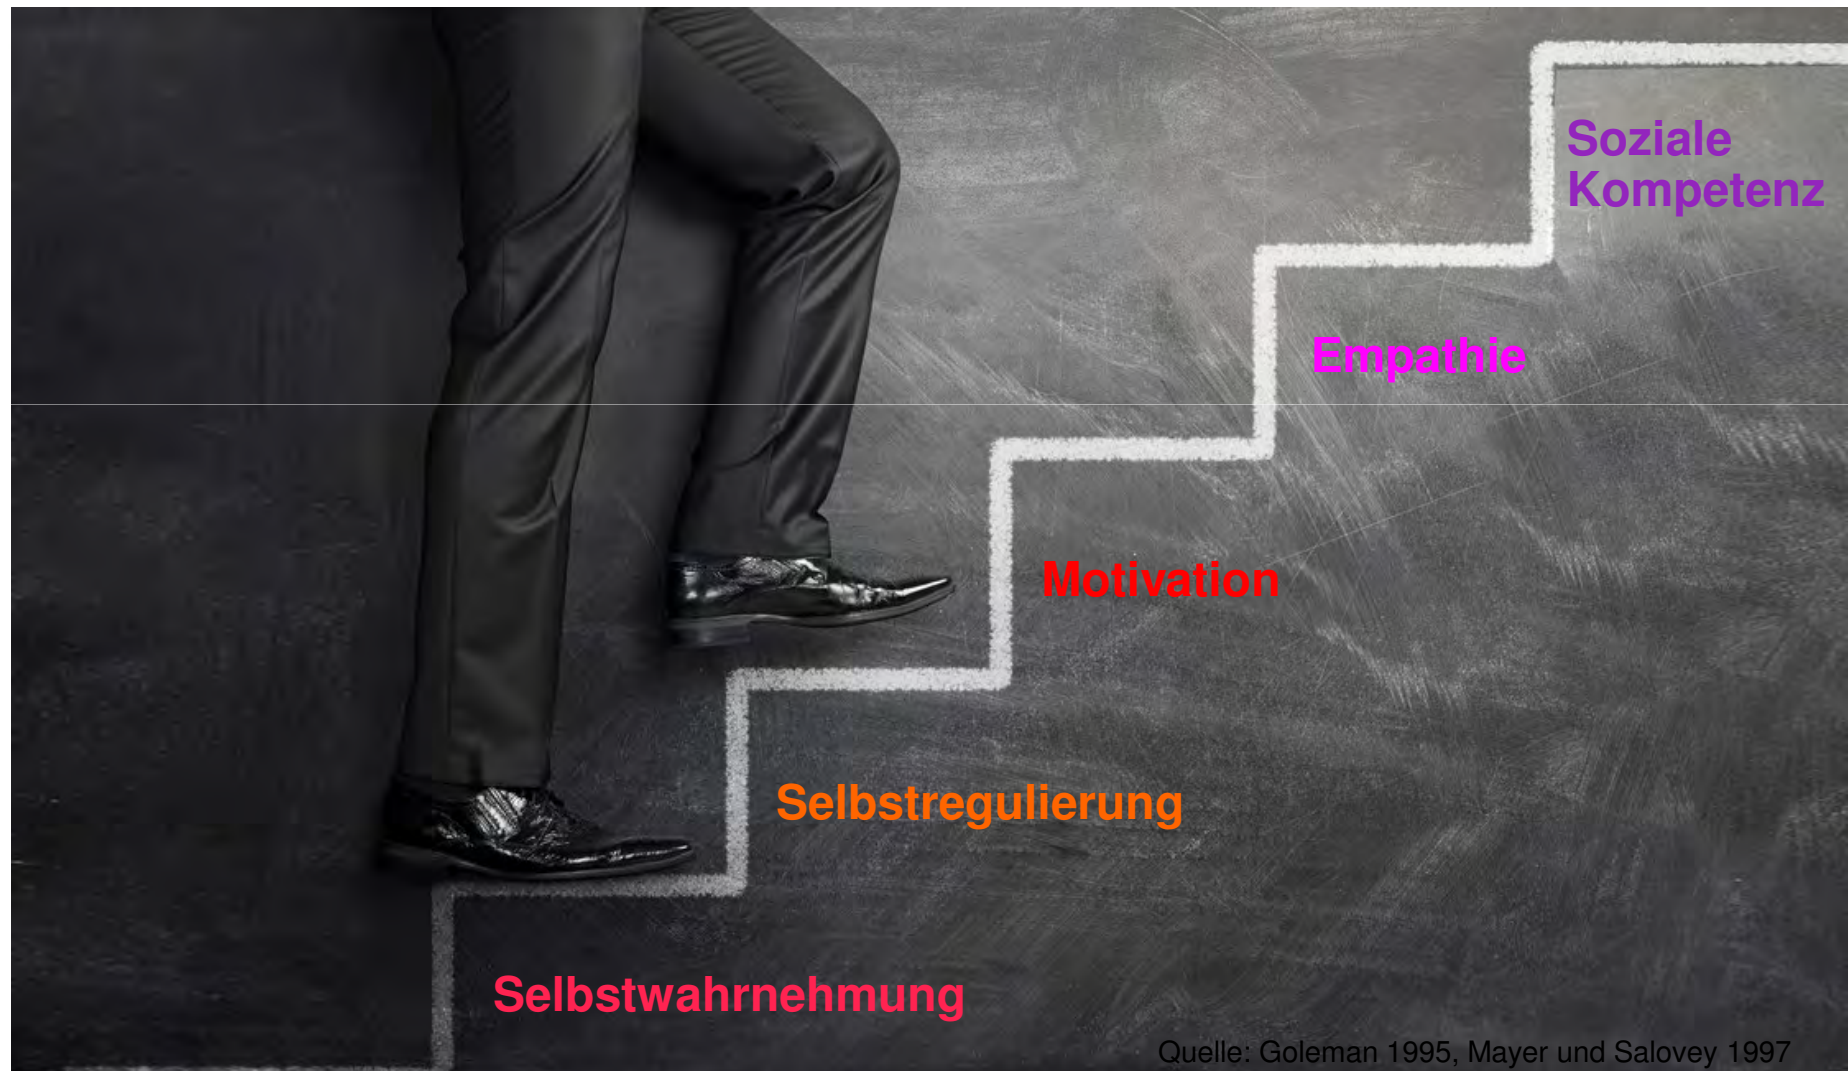 Soziale
Kompetenz
Empathie
Motivation
Selbstregulierung
Selbstwahrnehmung
Quelle: Goleman 1995, Mayer und Salovey 1997